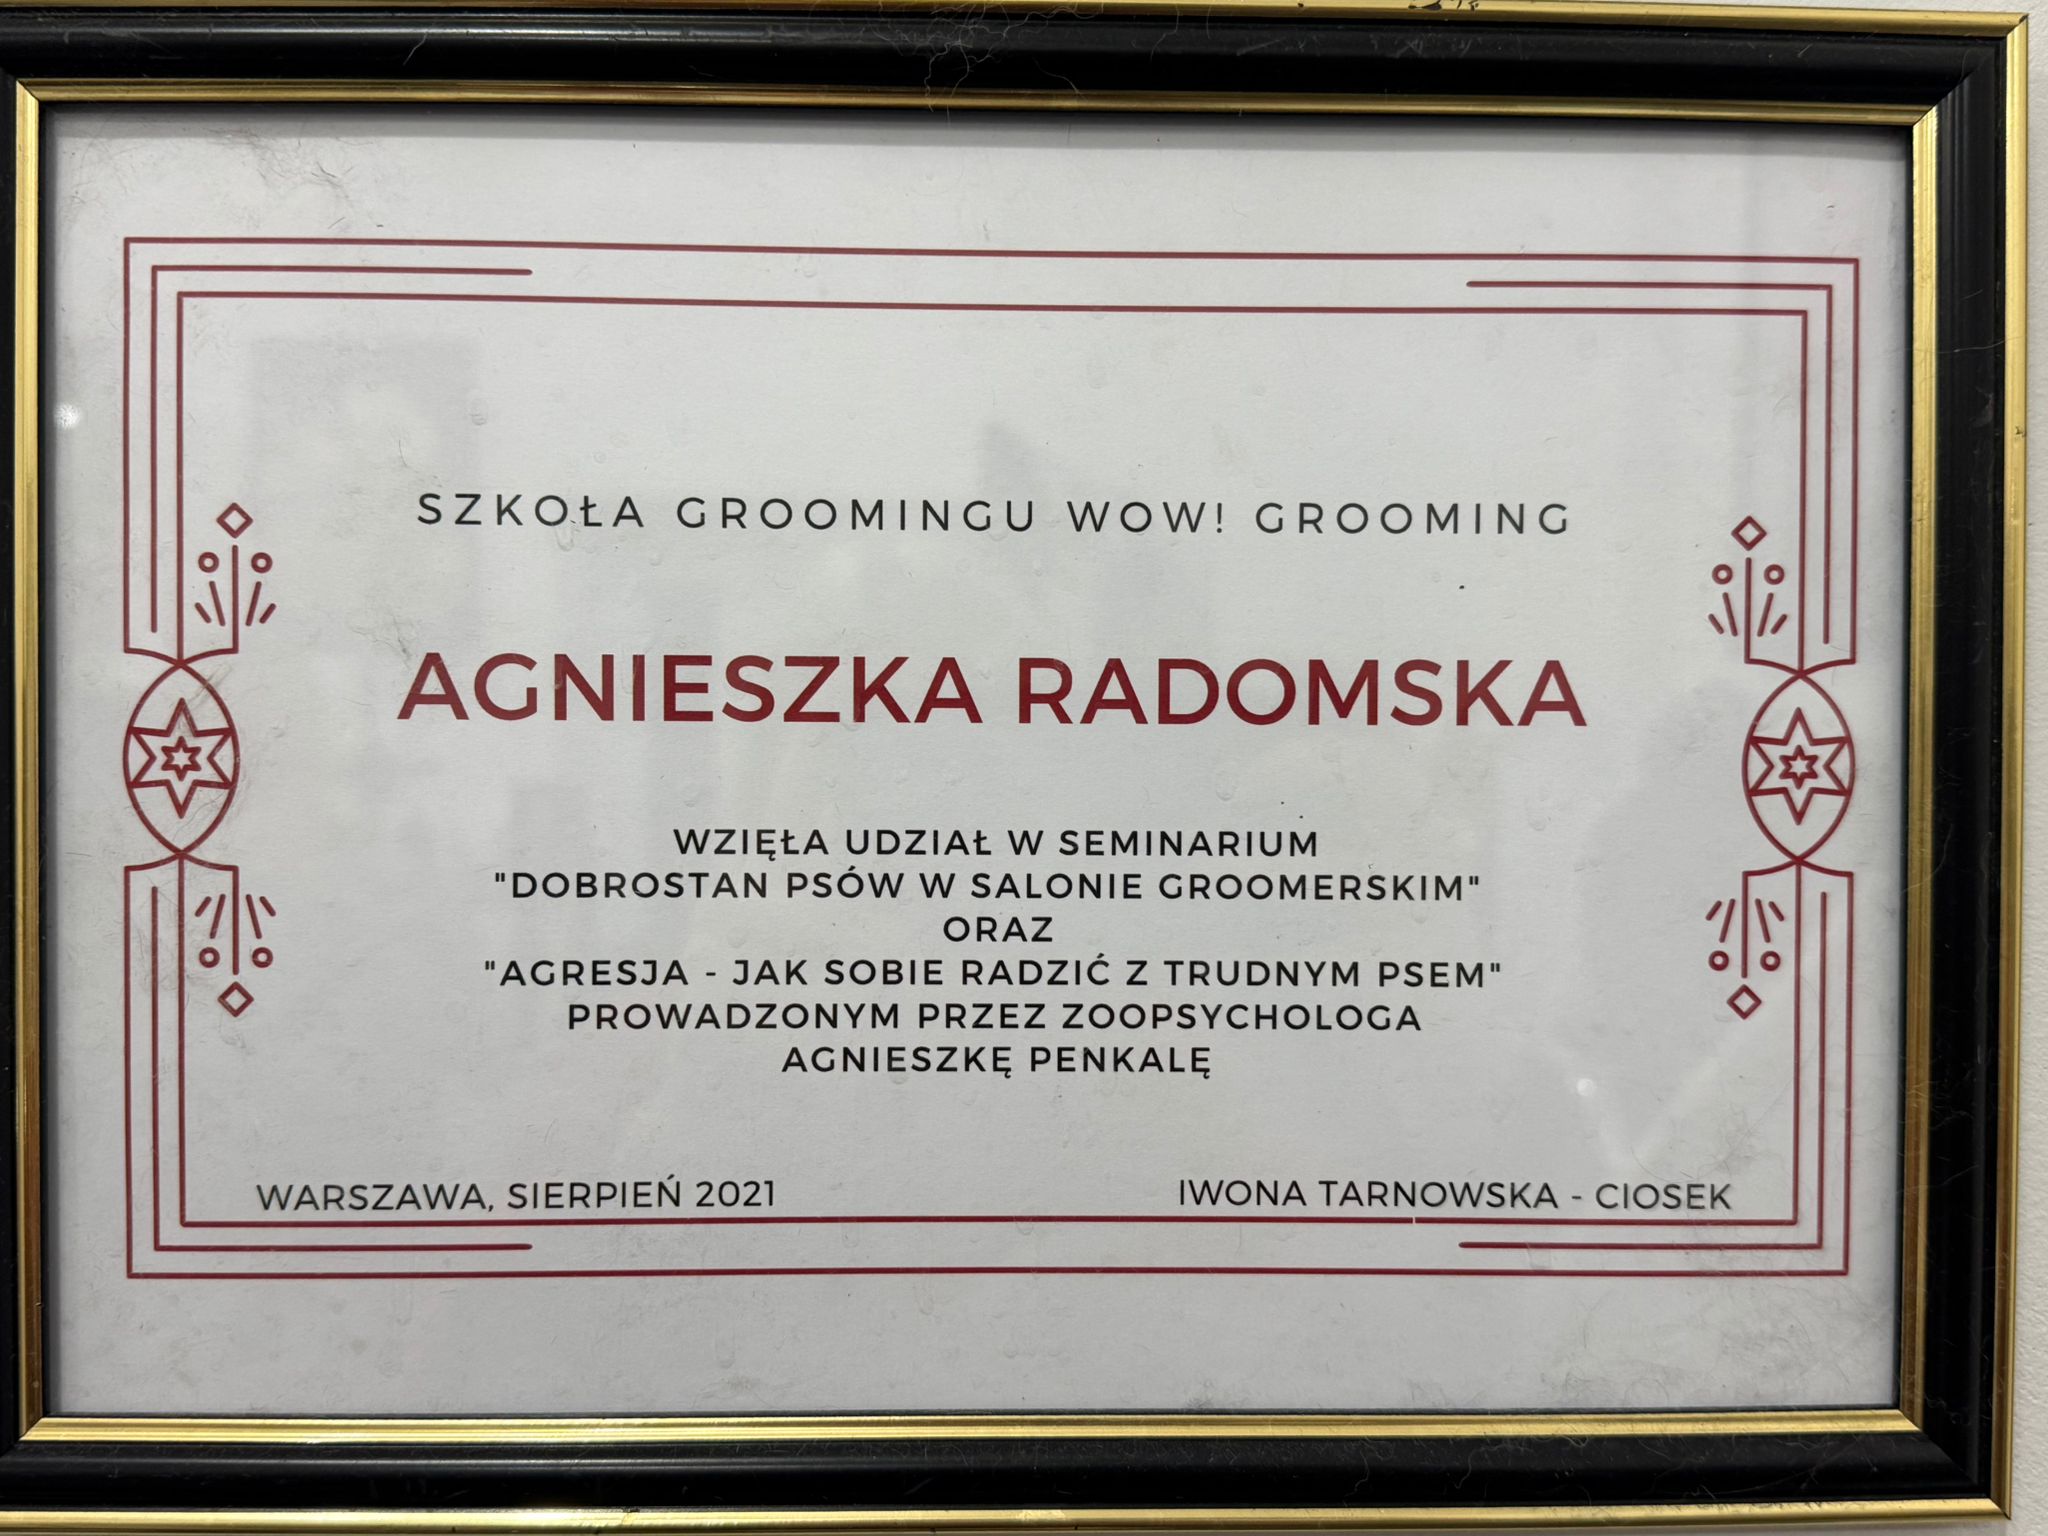 SZKOŁA GROOMINGU WOW! GROOMING
AGNIESZKA RADOMSKA
WZIĘŁA UDZIAŁ W SEMINARIUM
"DOBROSTAN PSÓW W SALONIE GROOMERSKIM"
ORAZ
"AGRESJA - JAK SOBIE RADZIĆ Z TRUDNYM PSEM"
PROWADZONYM PRZEZ ZOOPSYCHOLOGA
AGNIESZKĘ PENKALĘ
WARSZAWA, SIERPIEŃ 2021
IWONA TARNOWSKA - CIOSEK